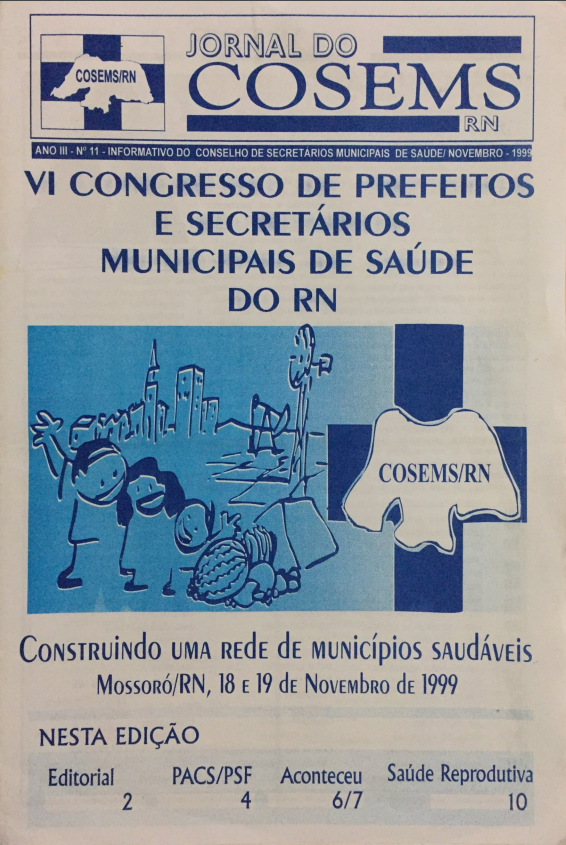 COSEMS/RN
JORNAL DO
COSEMS
RN
ANO III - Nº 11 - INFORMATIVO DO CONSELHO DE SECRETÁRIOS MUNICIPAIS DE SAÚDE/ NOVEMBRO - 1999
VI CONGRESSO DE PREFEITOS
E SECRETÁRIOS
MUNICIPAIS DE SAÚDE
DO RN
COSEMS/RN
CONSTRUINDO UMA REDE DE MUNICÍPIOS SAUDÁVEIS
MOSSORÓ/RN, 18 E 19 DE NOVEMBRO DE 1999
NESTA EDIÇÃO
Editorial PACS/PSF Aconteceu Saúde Reprodutiva
2 4 6/7 10